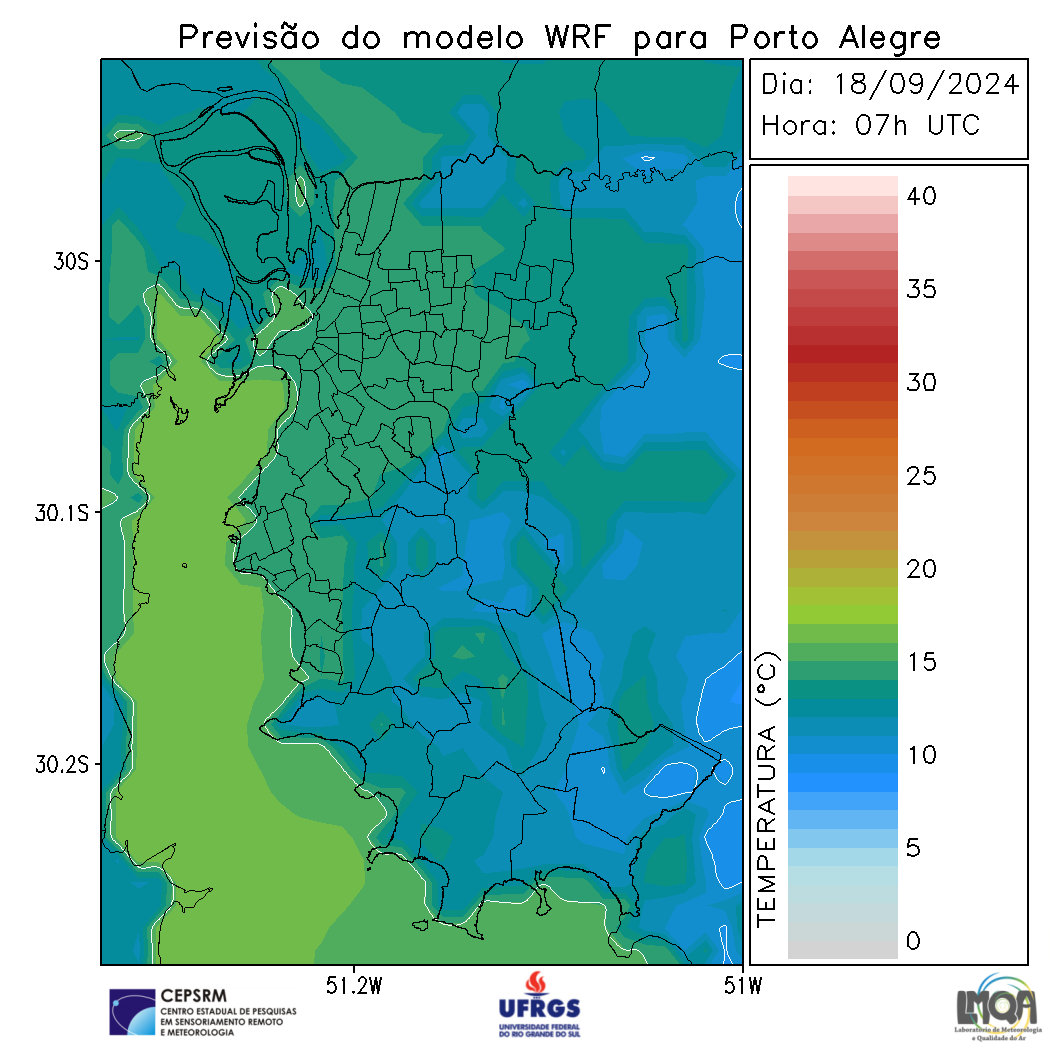 Previsão do modelo WRF para Porto Alegre
Dia: 18/09/2024
Hora: 07h UTC
40
35
30
25
20
15
10
5
0
TEMPERATURA (°C)
30S
30.1S
30.2S
51.2W
51W
CEPSRM
CENTRO ESTADUAL DE PESQUISAS
EM SENSORIAMENTO REMOTO
E METEOROLOGIA
UFRGS
UNIVERSIDADE FEDERAL
DO RIO GRANDE DO SUL
LMQA
Laboratório de Meteorologia
e Qualidade do Ar